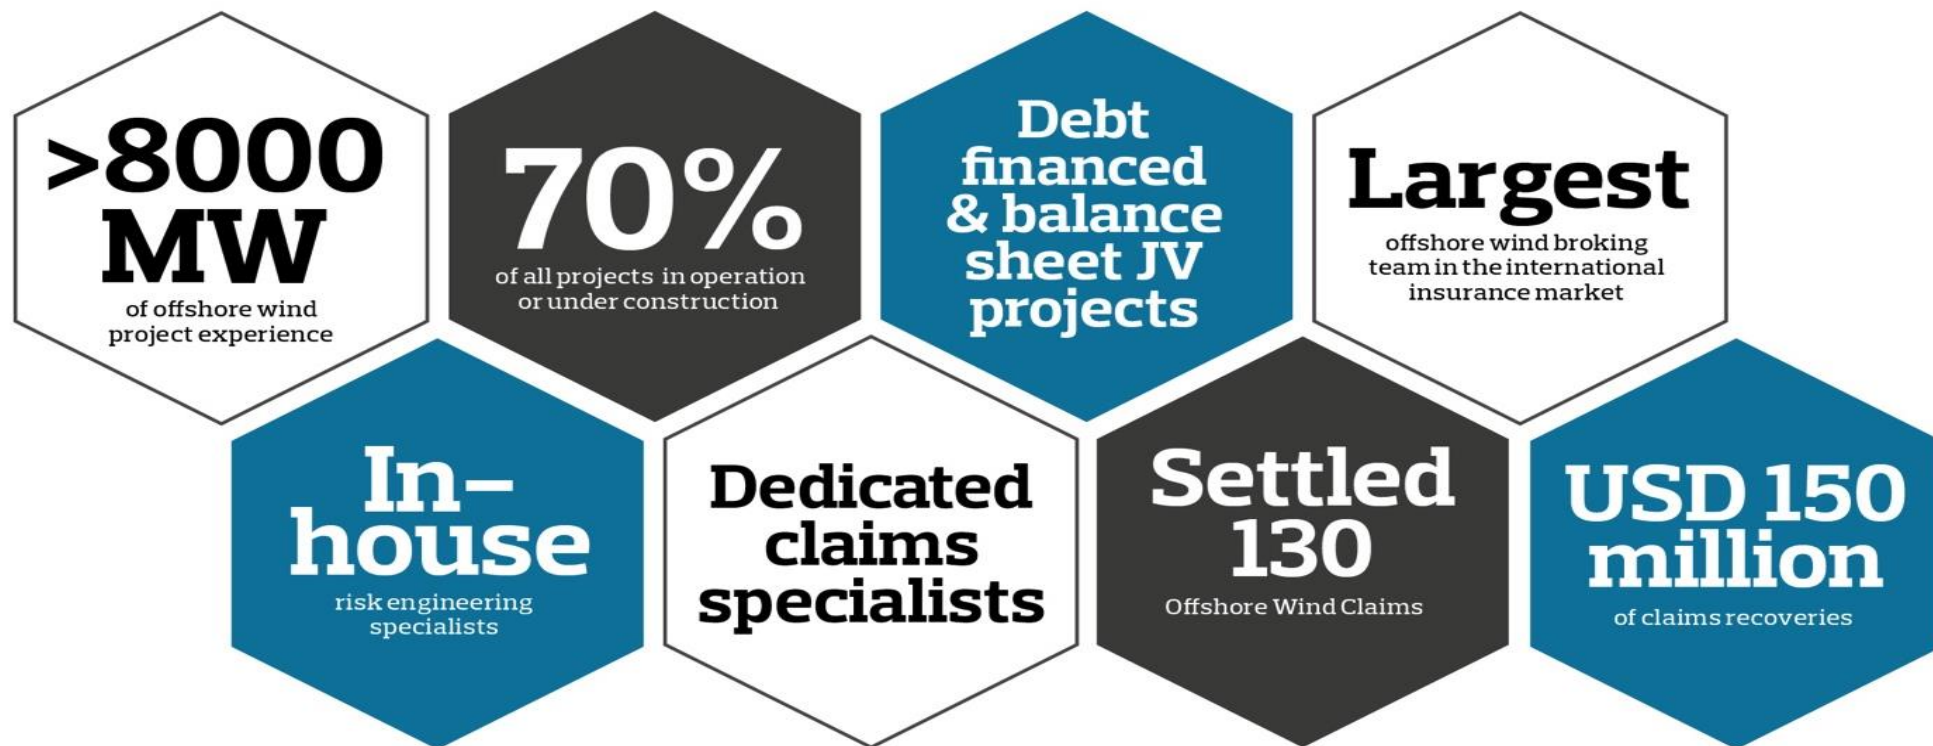 >8000
MW
of offshore wind
project experience
70%
of all projects in operation
or under construction
Debt
financed
& balance
sheet JV
projects
Largest
offshore wind broking
team in the international
insurance market
In-
house
risk engineering
specialists
Dedicated
claims
specialists
Settled
130
Offshore Wind Claims
USD 150
million
of claims recoveries